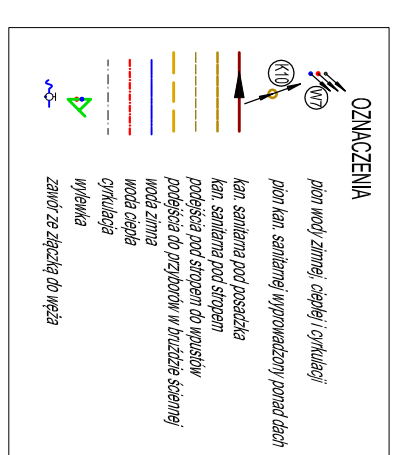 OZNACZENIA
W7 pion wody zimnej, ciepłej i cyrkulacji
K10 pion kan. sanitarnej wyprowadzony ponad dach
kan. sanitarna pod posadzka
kan. sanitarna pod stropem
podejścia pod stropem do wpustów
podejścia do przyborów w bruździe ściennej
woda zimna
woda ciepła
cyrkulacja
wylewka
zawór ze złączką do węża